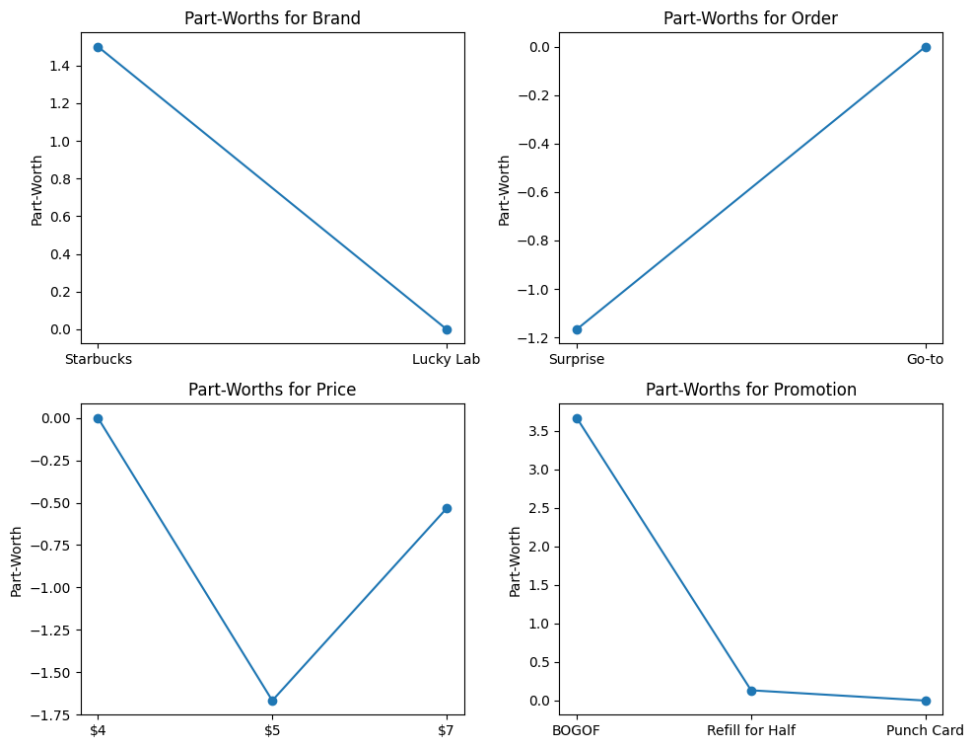 Part-Worths for Brand
Part-Worth
1.4
1.2
1.0
0.8
0.6
0.4
0.2
0.0
Starbucks
Lucky Lab
Part-Worths for Order
Part-Worth
0.0
−0.2
−0.4
−0.6
−0.8
−1.0
−1.2
Surprise
Go-to
Part-Worths for Price
Part-Worth
0.00
−0.25
−0.50
−0.75
−1.00
−1.25
−1.50
−1.75
$4
$5
$7
Part-Worths for Promotion
Part-Worth
3.5
3.0
2.5
2.0
1.5
1.0
0.5
0.0
BOGOF
Refill for Half
Punch Card